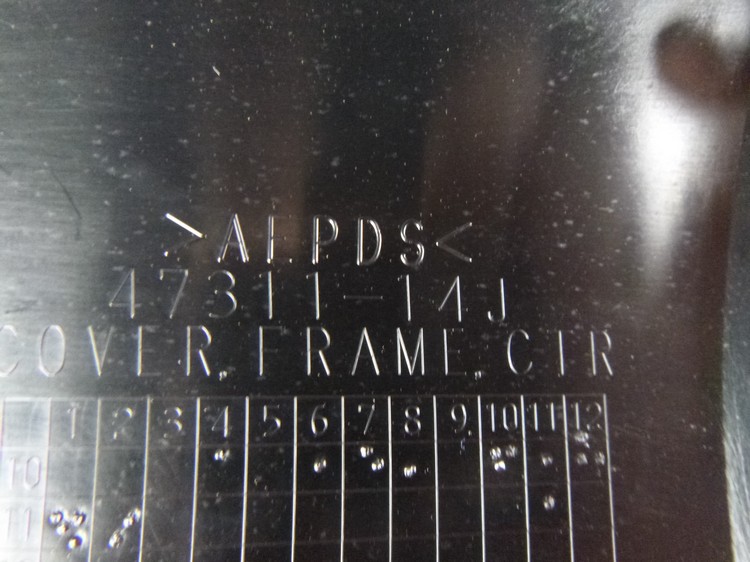 >AEPDS<
47311-14J
COVER, FRAME, CTR
1 2 3 4 5 6 7 8 9 10 11 12
10
11